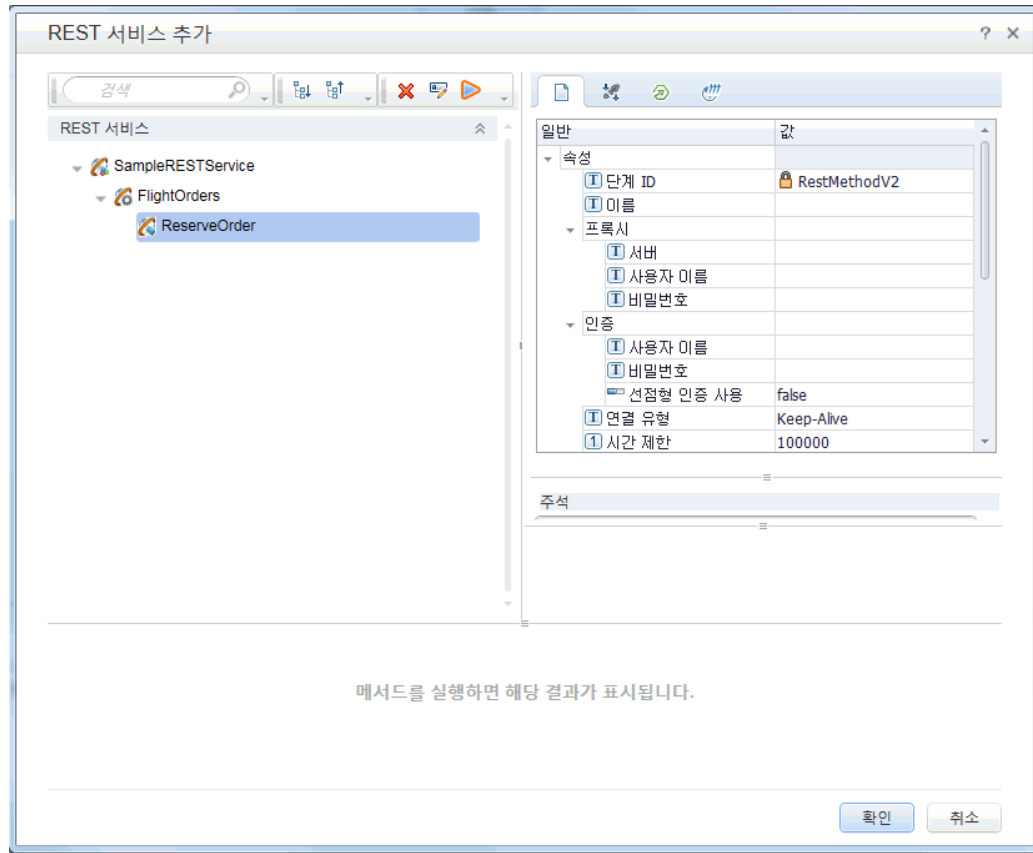 REST 서비스 추가
검색
REST 서비스
SampleRESTService
FlightOrders
ReserveOrder
일반 값
속성
단계 ID RestMethodV2
이름
프록시
서버
사용자 이름
비밀번호
인증
사용자 이름
비밀번호
선점형 인증 사용 false
연결 유형 Keep-Alive
시간 제한 100000
주석
메서드를 실행하면 해당 결과가 표시됩니다.
확인 취소